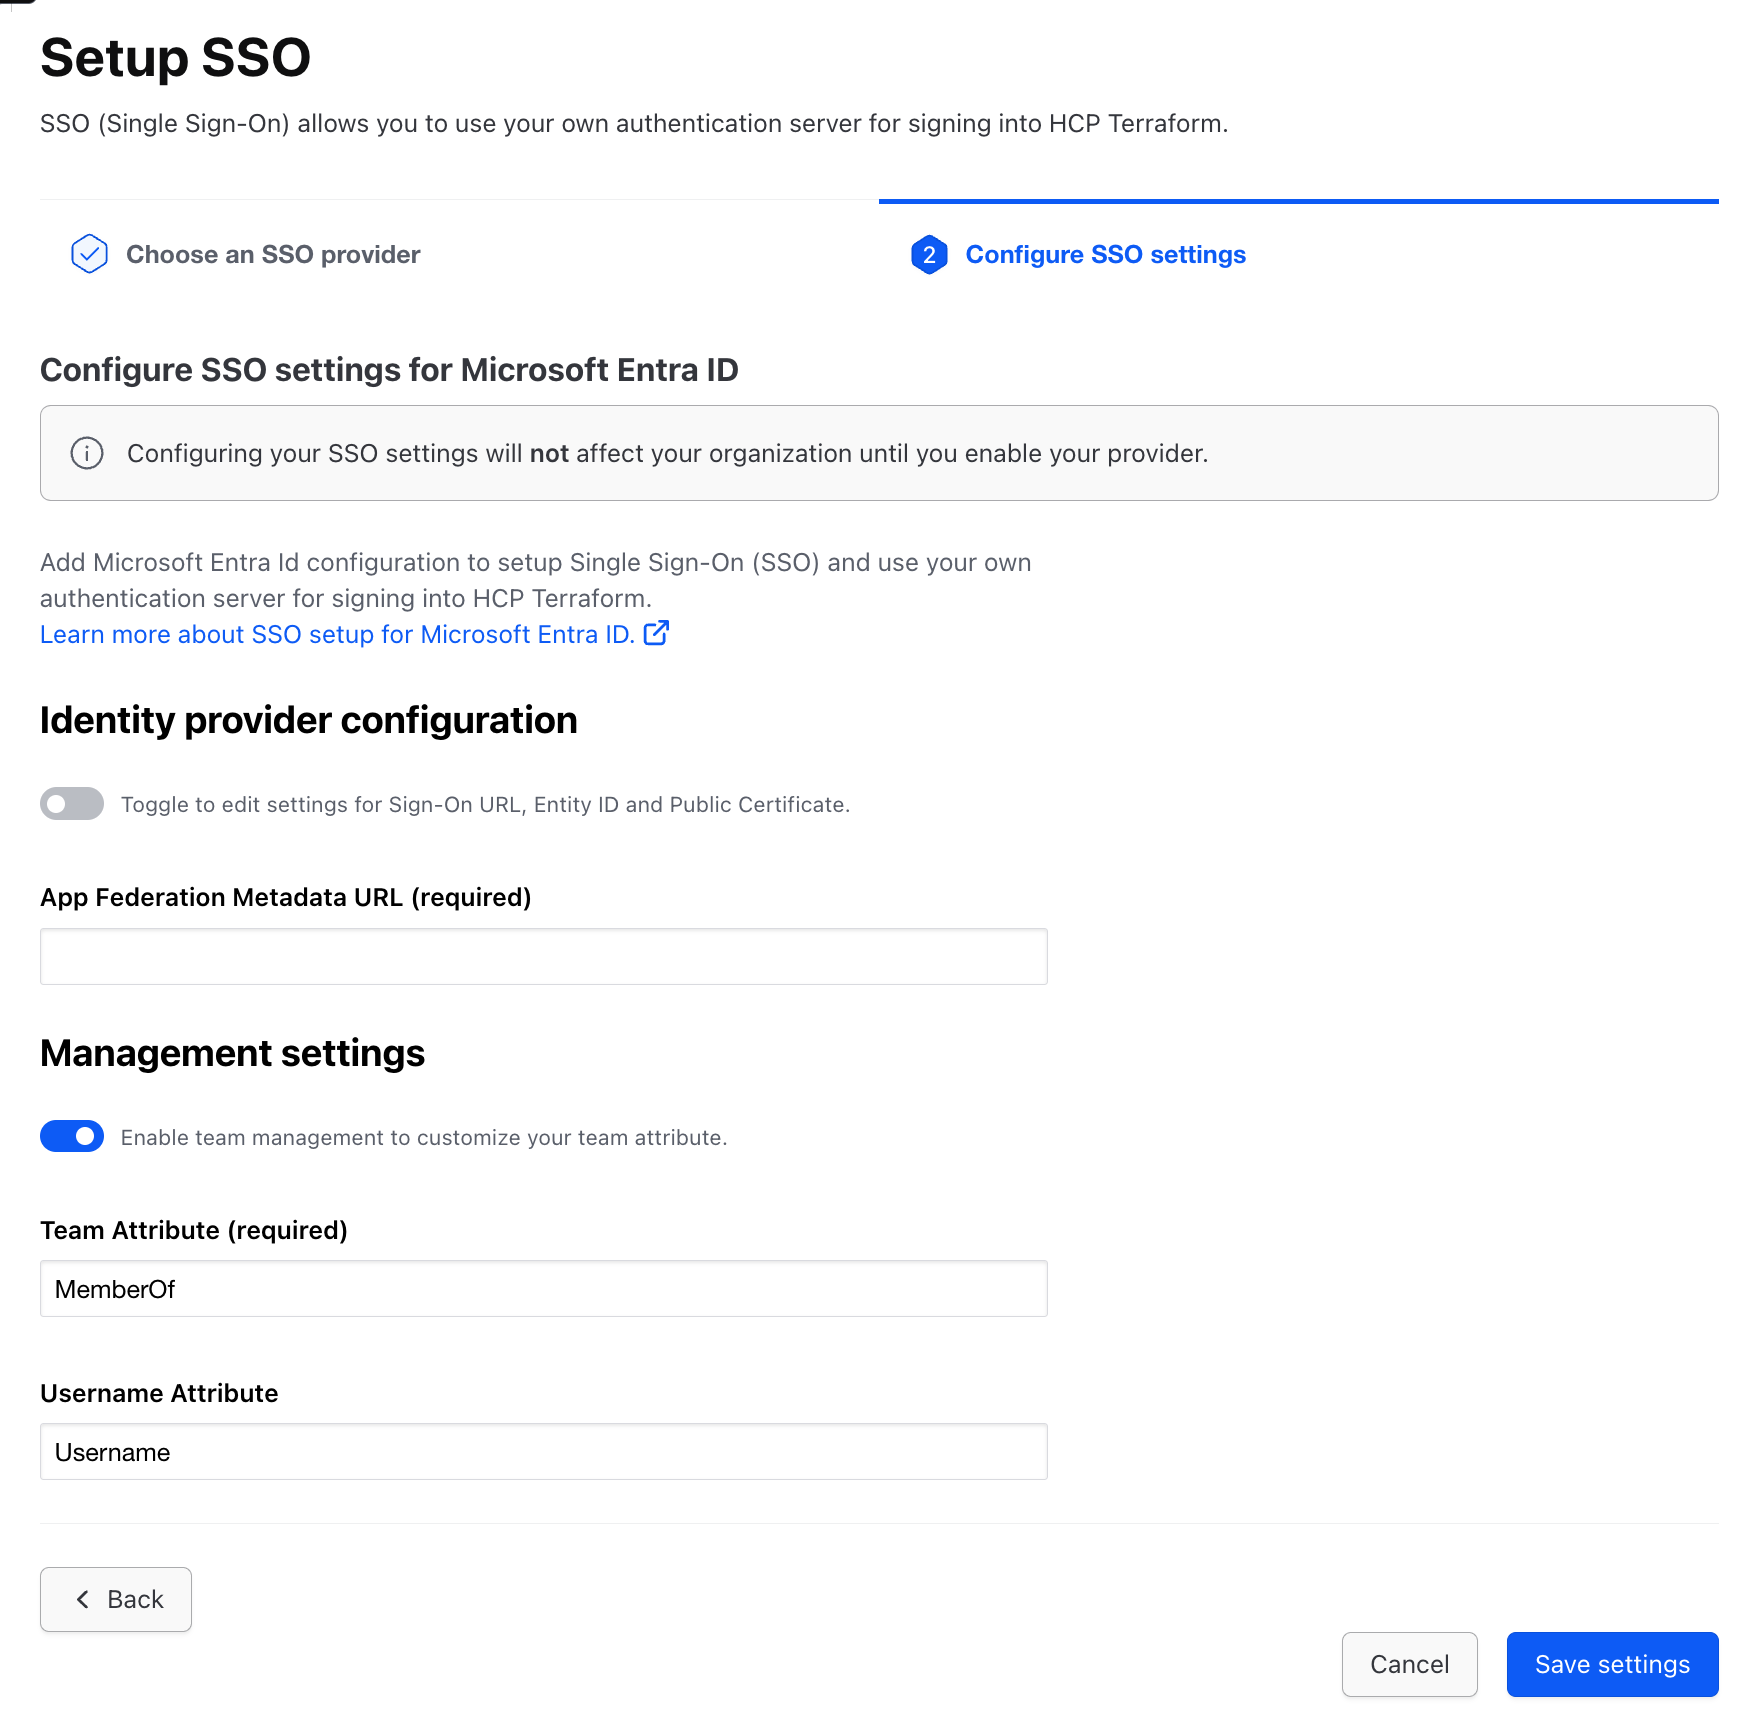 Setup SSO
SSO (Single Sign-On) allows you to use your own authentication server for signing into HCP Terraform.
Choose an SSO provider
2 Configure SSO settings
Configure SSO settings for Microsoft Entra ID
Configuring your SSO settings will not affect your organization until you enable your provider.
Add Microsoft Entra Id configuration to setup Single Sign-On (SSO) and use your own
authentication server for signing into HCP Terraform.
Learn more about SSO setup for Microsoft Entra ID.
Identity provider configuration
Toggle to edit settings for Sign-On URL, Entity ID and Public Certificate.
App Federation Metadata URL (required)
Management settings
Enable team management to customize your team attribute.
Team Attribute (required)
MemberOf
Username Attribute
Username
Back
Cancel
Save settings